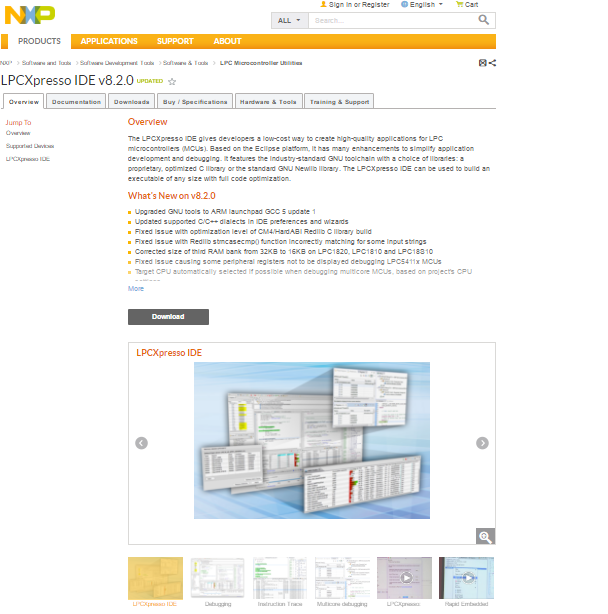 NXP
Sign in or Register English Cart
ALL Search...
PRODUCTS APPLICATIONS SUPPORT ABOUT
NXP > Software and Tools > Software Development Tools > Software & Tools > LPC Microcontroller Utilities
LPCXpresso IDE v8.2.0 UPDATED
Overview Documentation Downloads Buy / Specifications Hardware & Tools Training & Support
Jump To
Overview
Supported Devices
LPCXpresso IDE
Overview
The LPCXpresso IDE gives developers a low-cost way to create high-quality applications for LPC
microcontrollers (MCUs). Based on the Eclipse platform, it has many enhancements to simplify application
development and debugging. It features the industry-standard GNU toolchain with a choice of libraries: a
proprietary, optimized C library or the standard GNU Newlib library. The LPCXpresso IDE can be used to build an
executable of any size with full code optimization.
What's New on v8.2.0
Upgraded GNU tools to ARM launchpad GCC 5 update 1
Updated supported C/C++ dialects in IDE preferences and wizards
Fixed issue with optimization level of CM4/HardABI Redlib C library build
Fixed issue with Redlib strncasecmp() function incorrectly matching for some input strings
Corrected size of third RAM bank from 32KB to 16KB on LPC1820, LPC1810 and LPC18S10
Fixed issue causing some peripheral registers not to be displayed debugging LPC5411x MCUs
Target CPU automatically selected if possible when debugging multicore MCUs, based on project's CPU
More
Download
LPCXpresso IDE
LPCXpresso IDE Debugging Instruction Trace Multicore debugging LPCXpresso Rapid Embedded